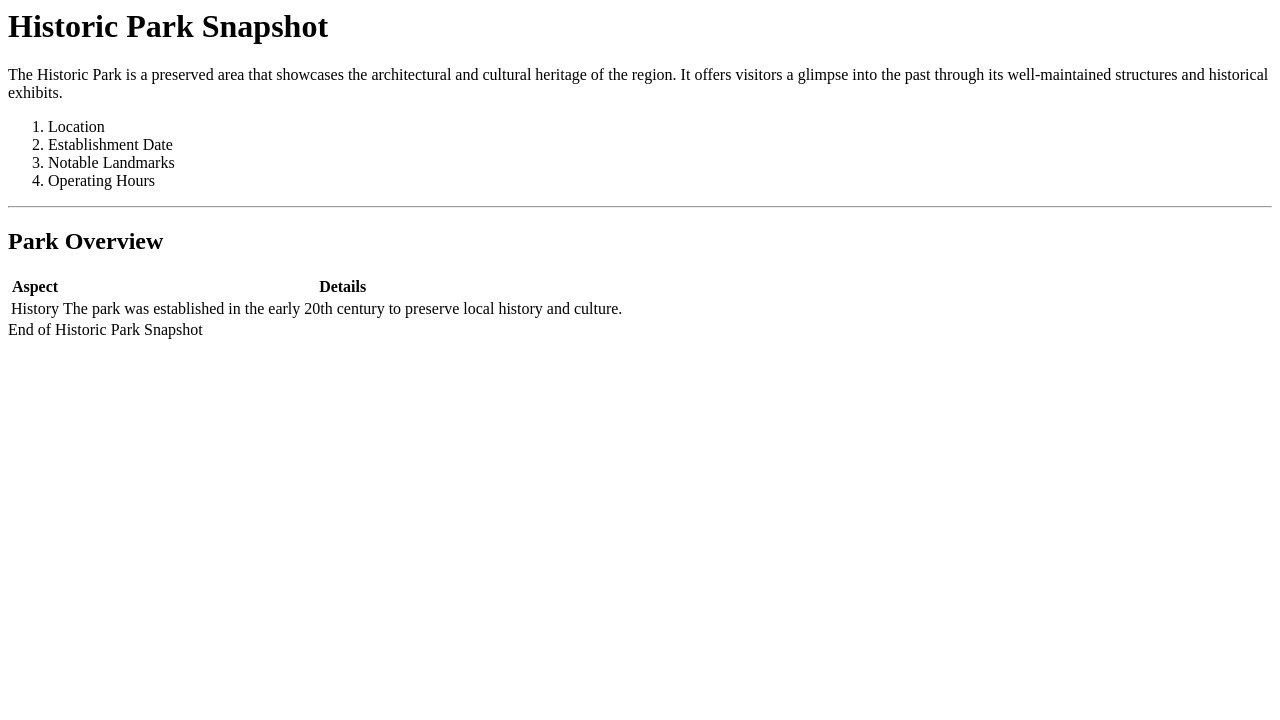 Historic Park Snapshot
The Historic Park is a preserved area that showcases the architectural and cultural heritage of the region. It offers visitors a glimpse into the past through its well-maintained structures and historical
exhibits.
1. Location
2. Establishment Date
3. Notable Landmarks
4. Operating Hours
Park Overview
Aspect Details
History The park was established in the early 20th century to preserve local history and culture.
End of Historic Park Snapshot